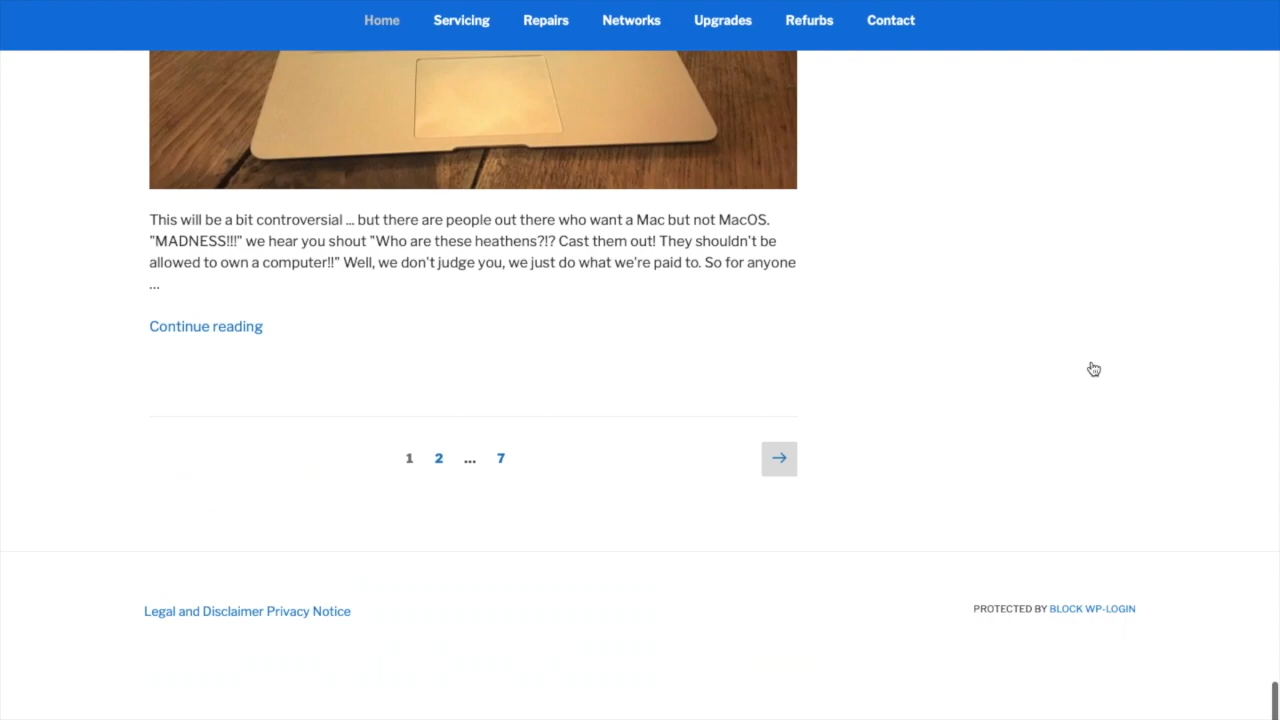 Home Servicing Repairs Networks Upgrades Refurbs Contact
This will be a bit controversial ... but there are people out there who want a Mac but not MacOS.
"MADNESS!!!" we hear you shout "Who are these heathens?!? Cast them out! They shouldn't be
allowed to own a computer!!" Well, we don't judge you, we just do what we're paid to. So for anyone
...
Continue reading
1 2 ... 7 →
Legal and Disclaimer Privacy Notice
PROTECTED BY BLOCK WP-LOGIN